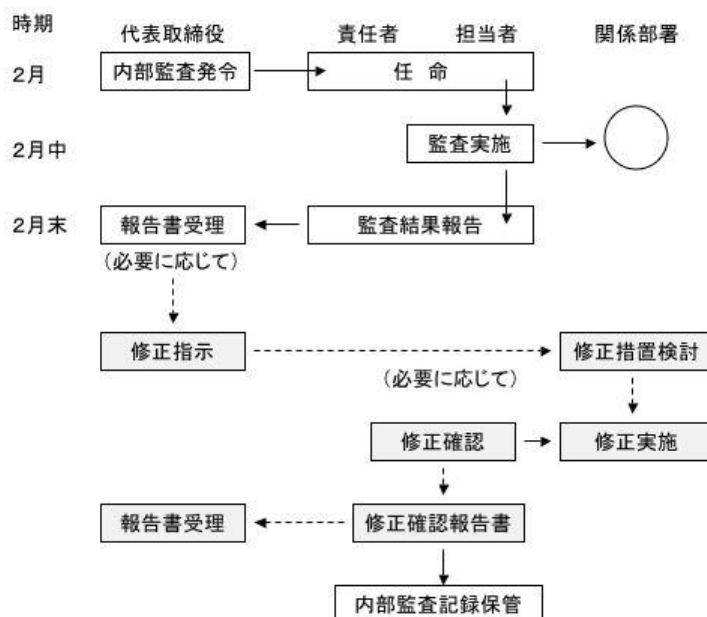 時期
代表取締役 責任者 担当者 関係部署
2月 内部監査発令 任 命
2月中 監査実施
2月末 報告書受理 監査結果報告
(必要に応じて)
修正指示 修正措置検討
(必要に応じて)
修正確認 修正実施
報告書受理 修正確認報告書
内部監査記録保管